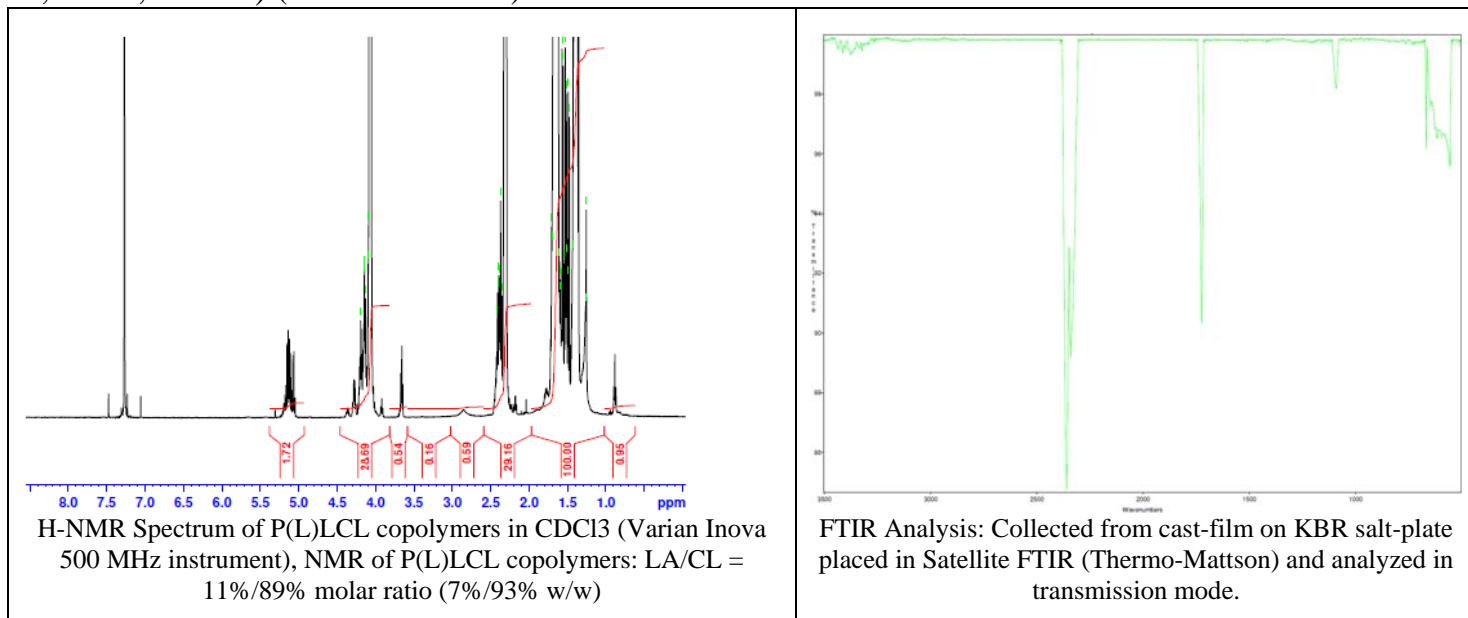 1.72
28.69
0.54
0.16
0.59
29.16
100.00
0.95
8.0 7.0 6.5 6.0 5.5 5.0 4.5 4.0 3.5 3.0 2.5 2.0 1.5 1.0 ppm
H-NMR Spectrum of P(L)LCL copolymers in CDCl3 (Varian Inova
500 MHz instrument), NMR of P(L)LCL copolymers: LA/CL =
11%/89% molar ratio (7%/93% w/w)
3500 3000 2500 2000 1500 1000
Wavenumbers
FTIR Analysis: Collected from cast-film on KBR salt-plate
placed in Satellite FTIR (Thermo-Mattson) and analyzed in
transmission mode.